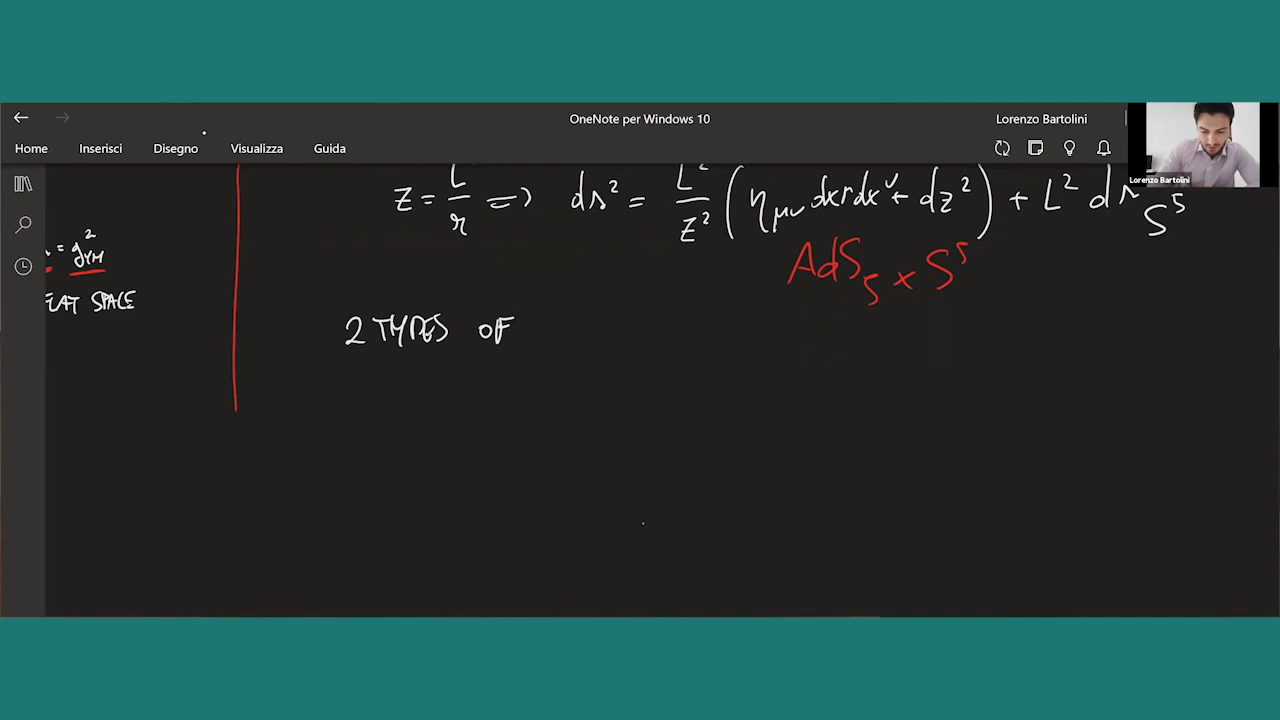 OneNote per Windows 10
Lorenzo Bartolini
Home Inserisci Disegno Visualizza Guida
Lorenzo Bartolini
z = L/r ⇒ ds² = L²/z² (η_μν dx^μ dx^ν + dz²) + L² d S⁵
AdS₅ × S⁵
= g²_YM
FLAT SPACE
2 TYPES OF